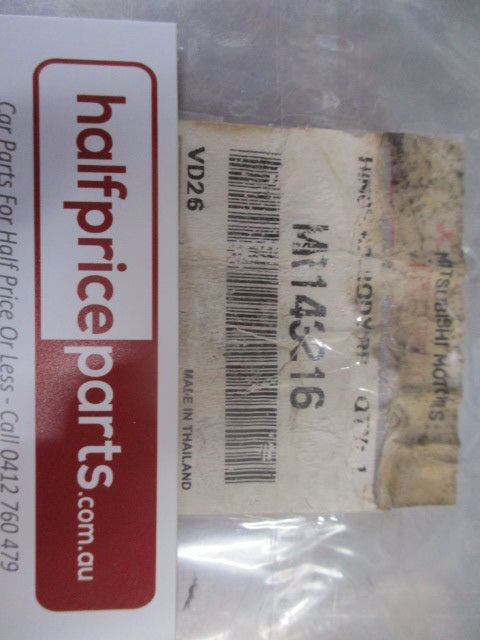 halfpriceparts.com.au
Car Parts For Half Price Or Less - Call 0412 760 479
MITSUBISHI MOTORS
QTY: 1
VD26
MADE IN THAILAND